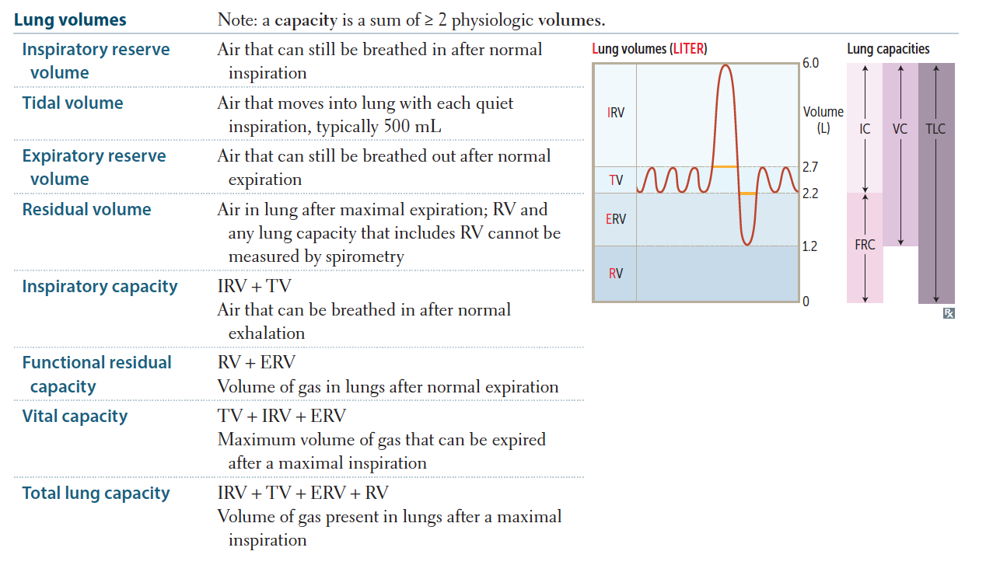 Lung volumes
Note: a capacity is a sum of ≥ 2 physiologic volumes.
Inspiratory reserve
volume
Air that can still be breathed in after normal
inspiration
Tidal volume
Air that moves into lung with each quiet
inspiration, typically 500 mL
Expiratory reserve
volume
Air that can still be breathed out after normal
expiration
Residual volume
Air in lung after maximal expiration; RV and
any lung capacity that includes RV cannot be
measured by spirometry
Inspiratory capacity
IRV + TV
Air that can be breathed in after normal
exhalation
Functional residual
capacity
RV + ERV
Volume of gas in lungs after normal expiration
Vital capacity
TV + IRV + ERV
Maximum volume of gas that can be expired
after a maximal inspiration
Total lung capacity
IRV + TV + ERV + RV
Volume of gas present in lungs after a maximal
inspiration
Lung volumes (LITER)
IRV
TV
ERV
RV
6.0
Volume
(L)
2.7
2.2
1.2
0
Lung capacities
IC
VC
TLC
FRC
Rx